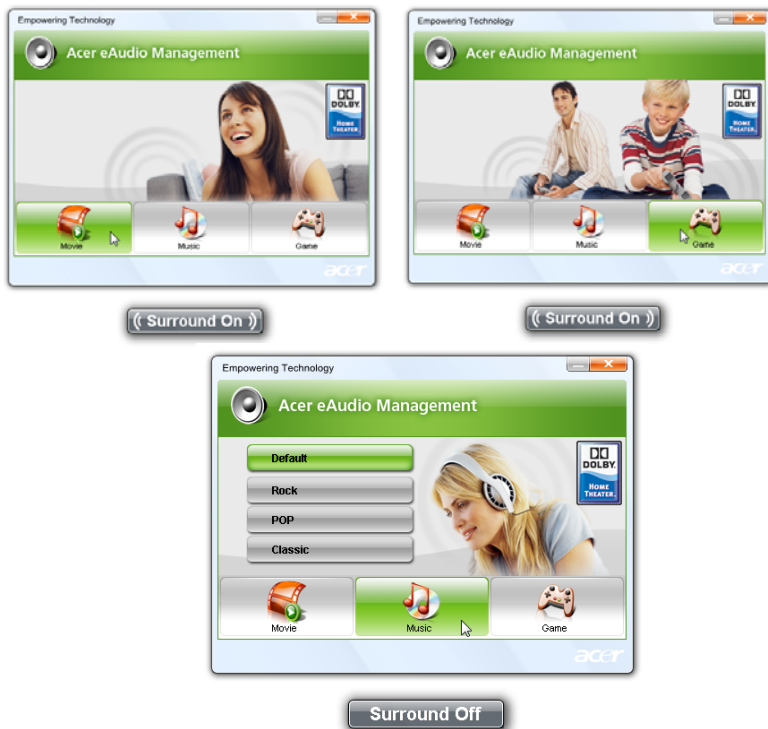 Empowering Technology
Acer eAudio Management
DOLBY
HOME THEATER
Movie
Music
Game
acer
(( Surround On ))
Empowering Technology
Acer eAudio Management
DOLBY
HOME THEATER
Movie
Music
Game
acer
(( Surround On ))
Empowering Technology
Acer eAudio Management
Default
Rock
POP
Classic
DOLBY
HOME THEATER
Movie
Music
Game
acer
Surround Off